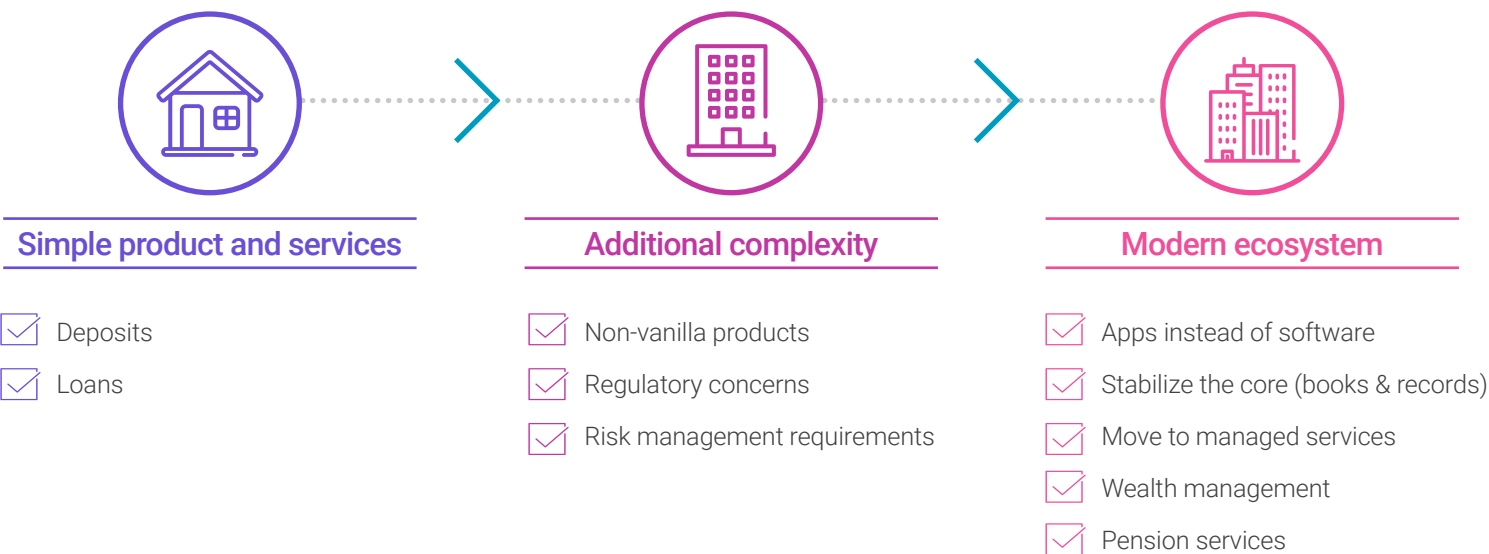 Simple product and services
Deposits
Loans
Additional complexity
Non-vanilla products
Regulatory concerns
Risk management requirements
Modern ecosystem
Apps instead of software
Stabilize the core (books & records)
Move to managed services
Wealth management
Pension services